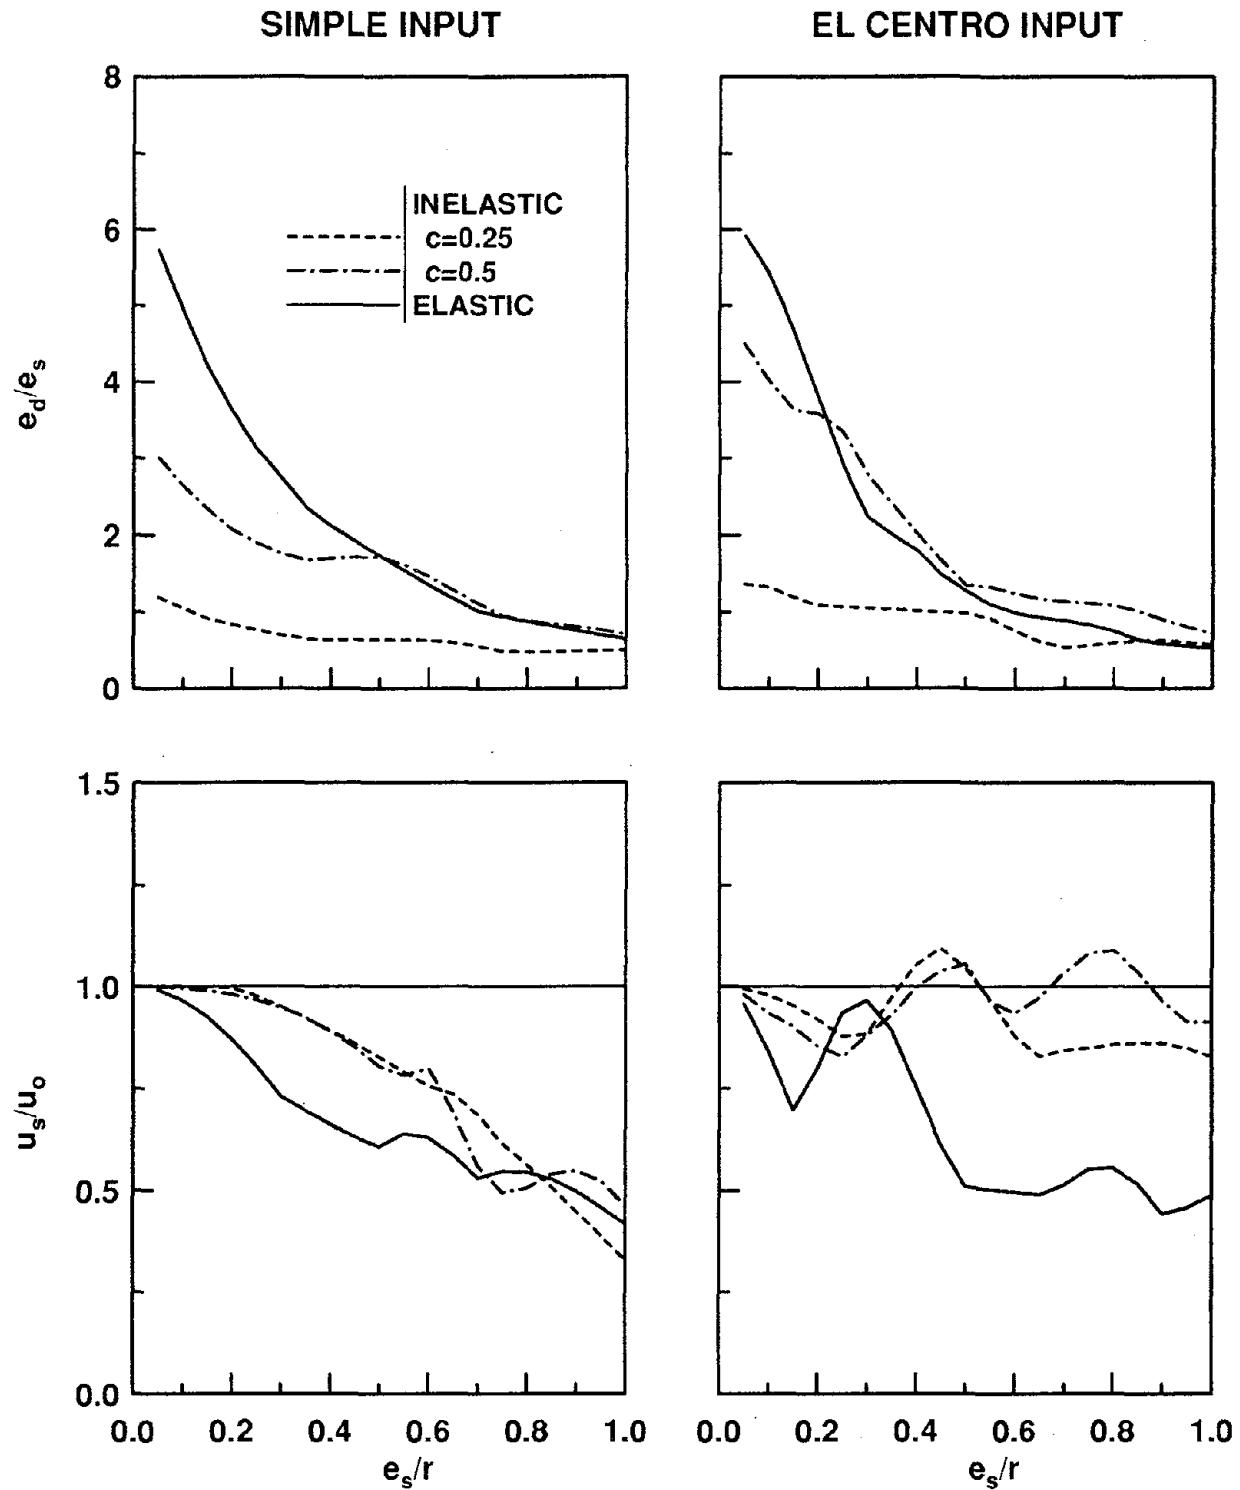 SIMPLE INPUT
EL CENTRO INPUT
8
6
4
2
0
e_d/e_s
INELASTIC
c=0.25
c=0.5
ELASTIC
1.5
1.0
0.5
0.0
u_s/u_o
0.0 0.2 0.4 0.6 0.8 1.0
e_s/r
0.0 0.2 0.4 0.6 0.8 1.0
e_s/r